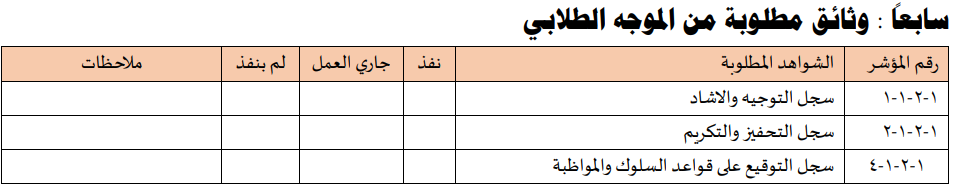 سابعاً : وثائق مطلوبة من الموجه الطلابي
رقم المؤشر الشواهد المطلوبة نفذ جاري العمل لم ينفذ ملاحظات
١-٢-١-١ سجل التوجيه والاشاد
١-٢-١-٢ سجل التحفيز والتكريم
١-٢-١-٤ سجل التوقيع على قواعد السلوك والمواظبة